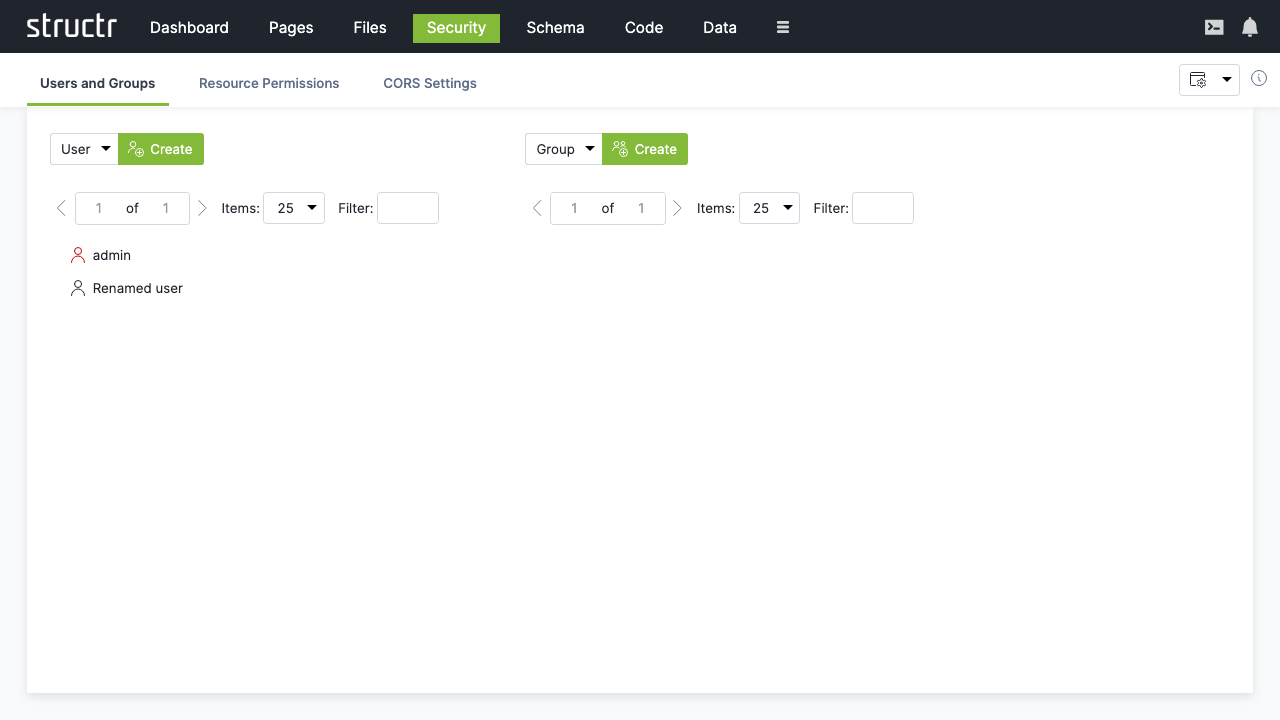 structr Dashboard Pages Files Security Schema Code Data
Users and Groups Resource Permissions CORS Settings
User Create Group Create
1 of 1 Items: 25 Filter: 1 of 1 Items: 25 Filter:
admin
Renamed user